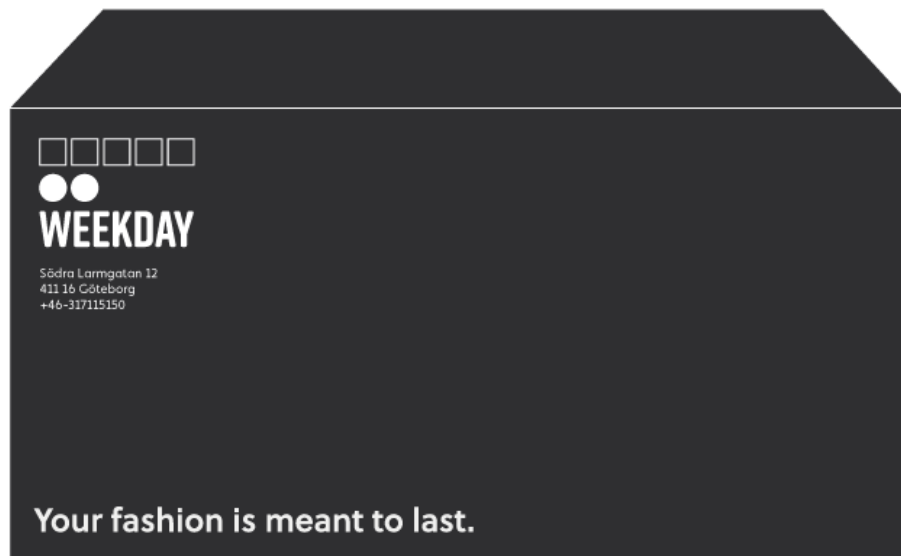 WEEKDAY
Södra Larmgatan 12
411 16 Göteborg
+46-317115150
Your fashion is meant to last.